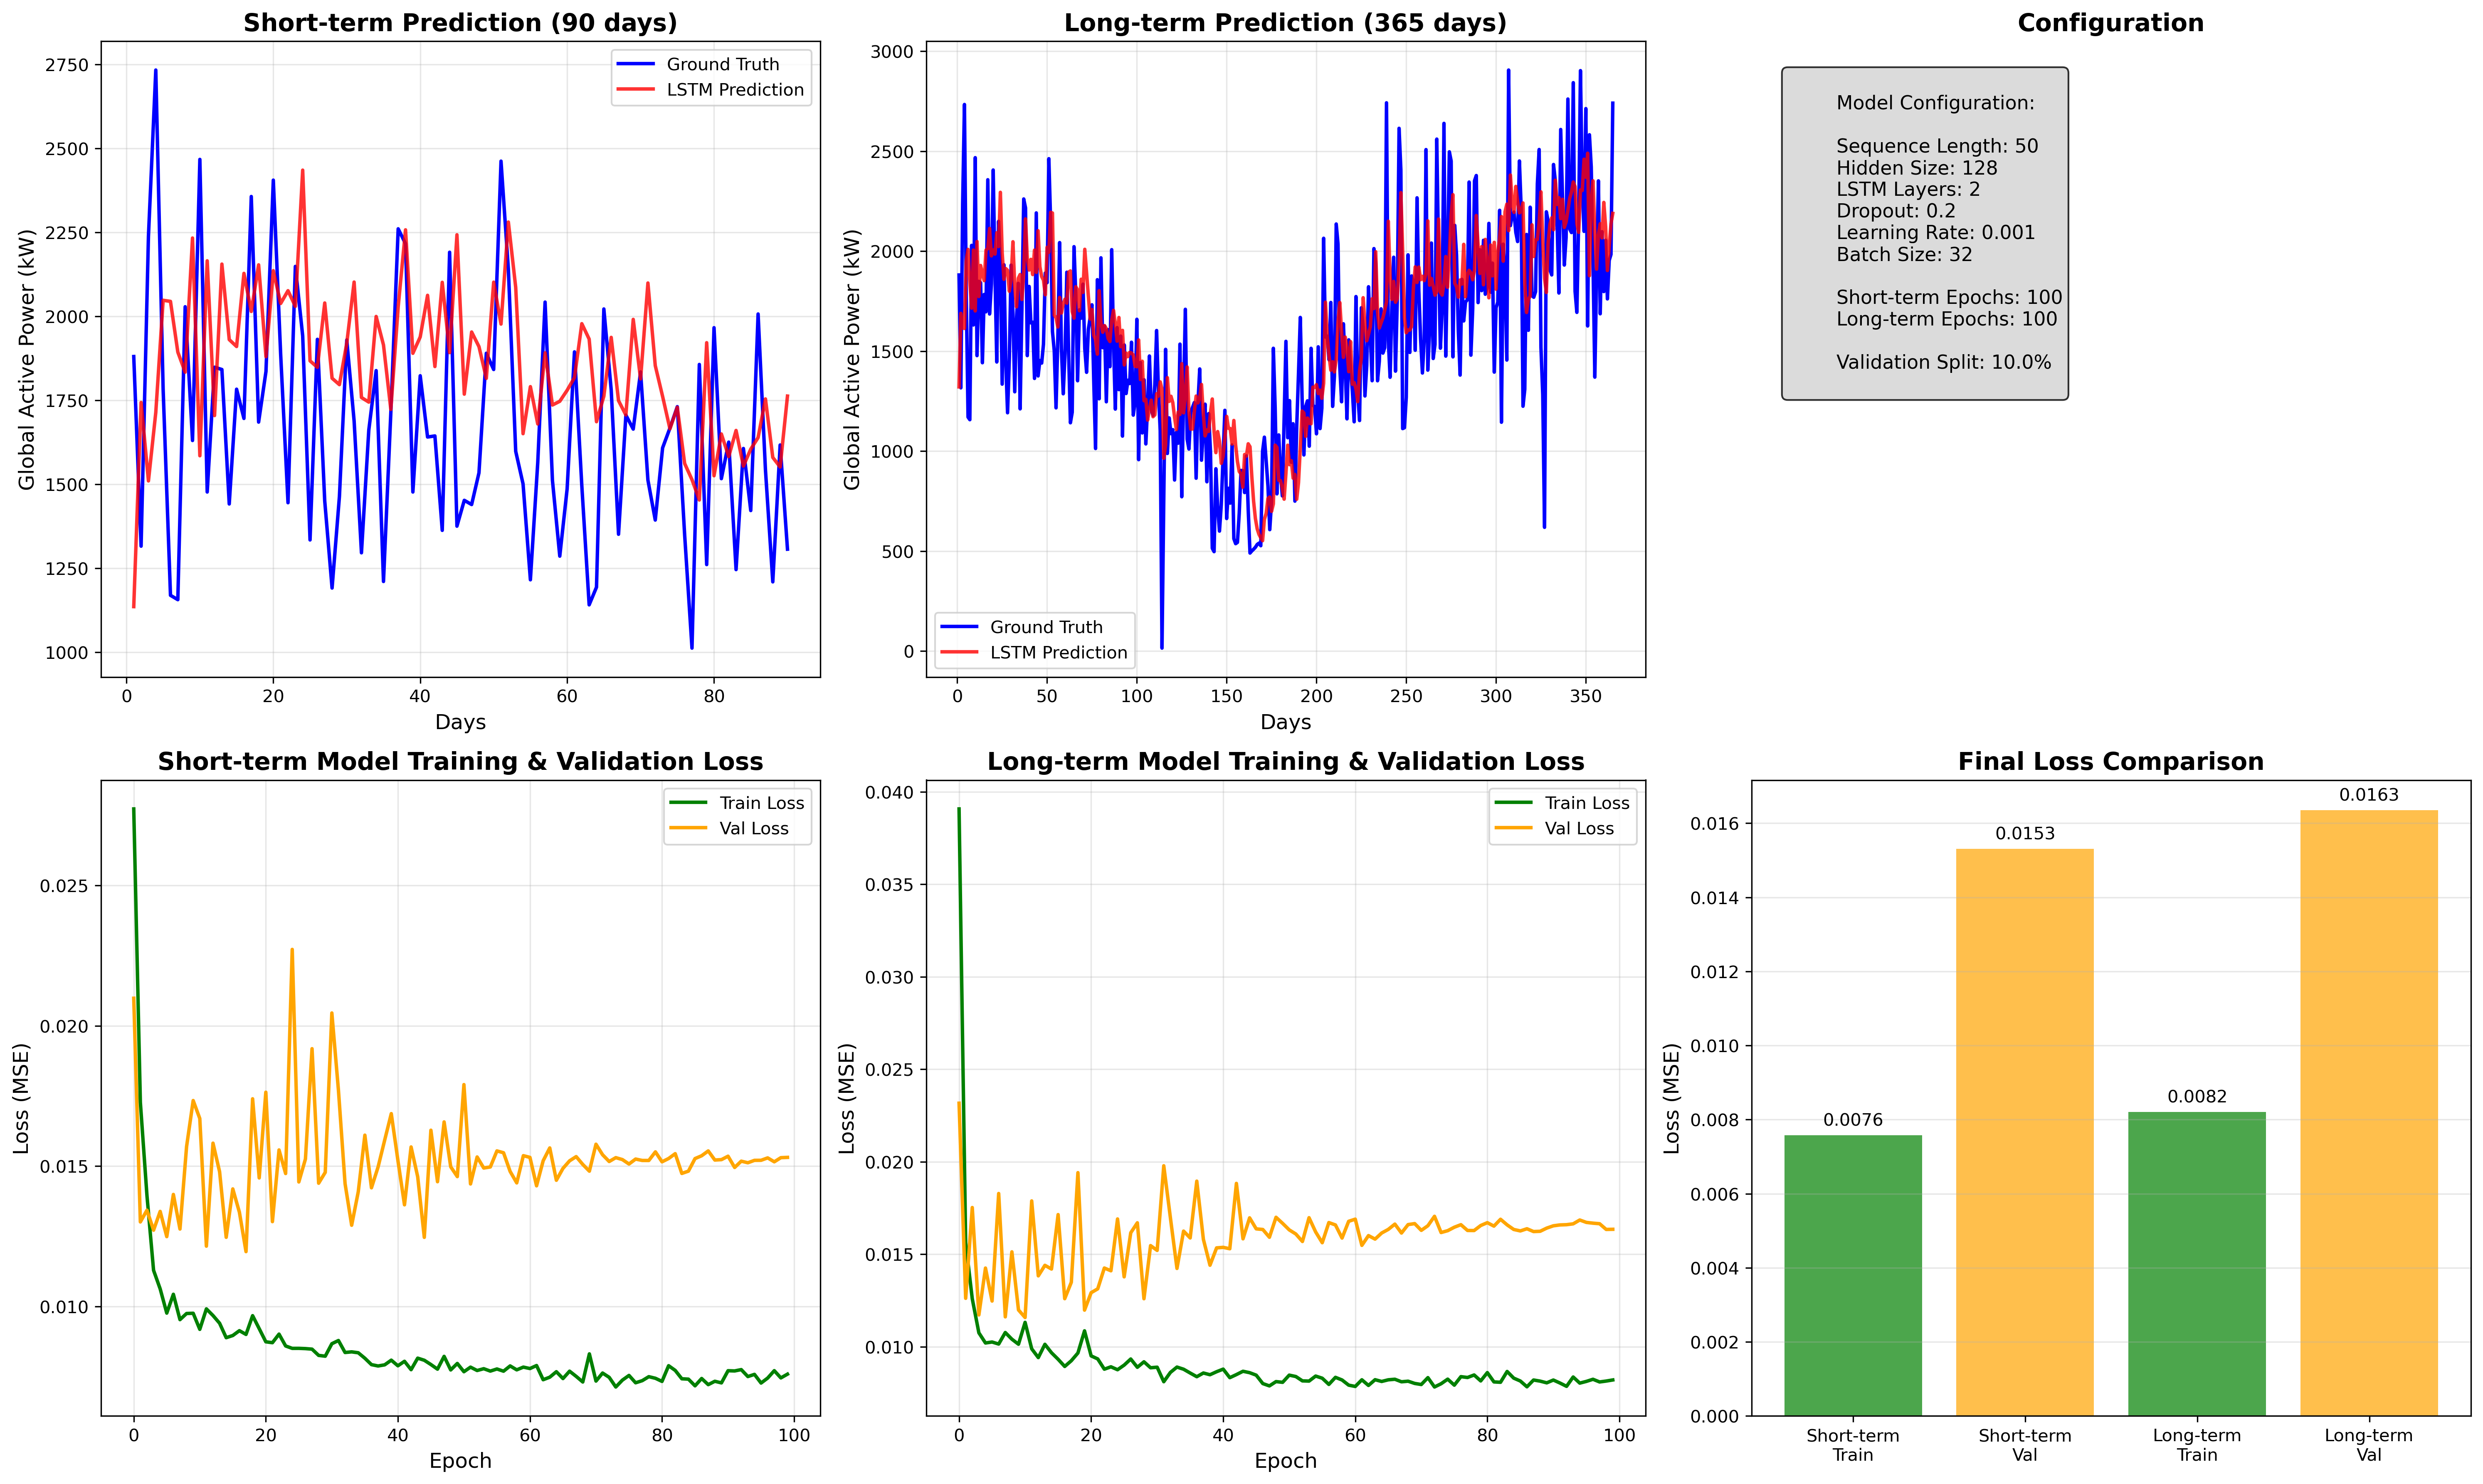 Short-term Prediction (90 days)
Global Active Power (kW)
2750
2500
2250
2000
1750
1500
1250
1000
0
20
40
60
80
Days
Ground Truth
LSTM Prediction
Long-term Prediction (365 days)
Global Active Power (kW)
3000
2500
2000
1500
1000
500
0
0
50
100
150
200
250
300
350
Days
Ground Truth
LSTM Prediction
Configuration
Model Configuration:
Sequence Length: 50
Hidden Size: 128
LSTM Layers: 2
Dropout: 0.2
Learning Rate: 0.001
Batch Size: 32
Short-term Epochs: 100
Long-term Epochs: 100
Validation Split: 10.0%
Short-term Model Training & Validation Loss
Loss (MSE)
0.025
0.020
0.015
0.010
0
20
40
60
80
100
Epoch
Train Loss
Val Loss
Long-term Model Training & Validation Loss
Loss (MSE)
0.040
0.035
0.030
0.025
0.020
0.015
0.010
0
20
40
60
80
100
Epoch
Train Loss
Val Loss
Final Loss Comparison
Loss (MSE)
0.016
0.014
0.012
0.010
0.008
0.006
0.004
0.002
0.000
0.0076
0.0153
0.0082
0.0163
Short-term
Train
Short-term
Val
Long-term
Train
Long-term
Val